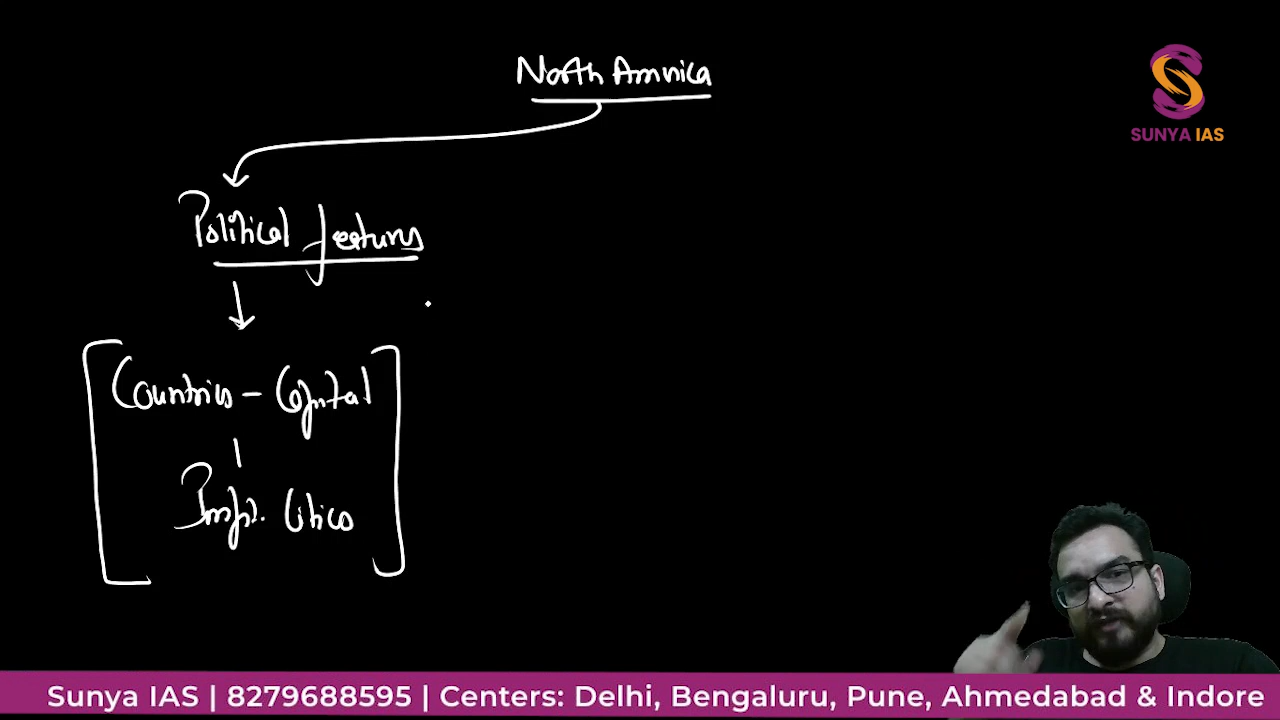 North America
SUNYA IAS
Political features
Countries - Capital
Imp. Cities
Sunya IAS | 8279688595 | Centers: Delhi, Bengaluru, Pune, Ahmedabad & Indore